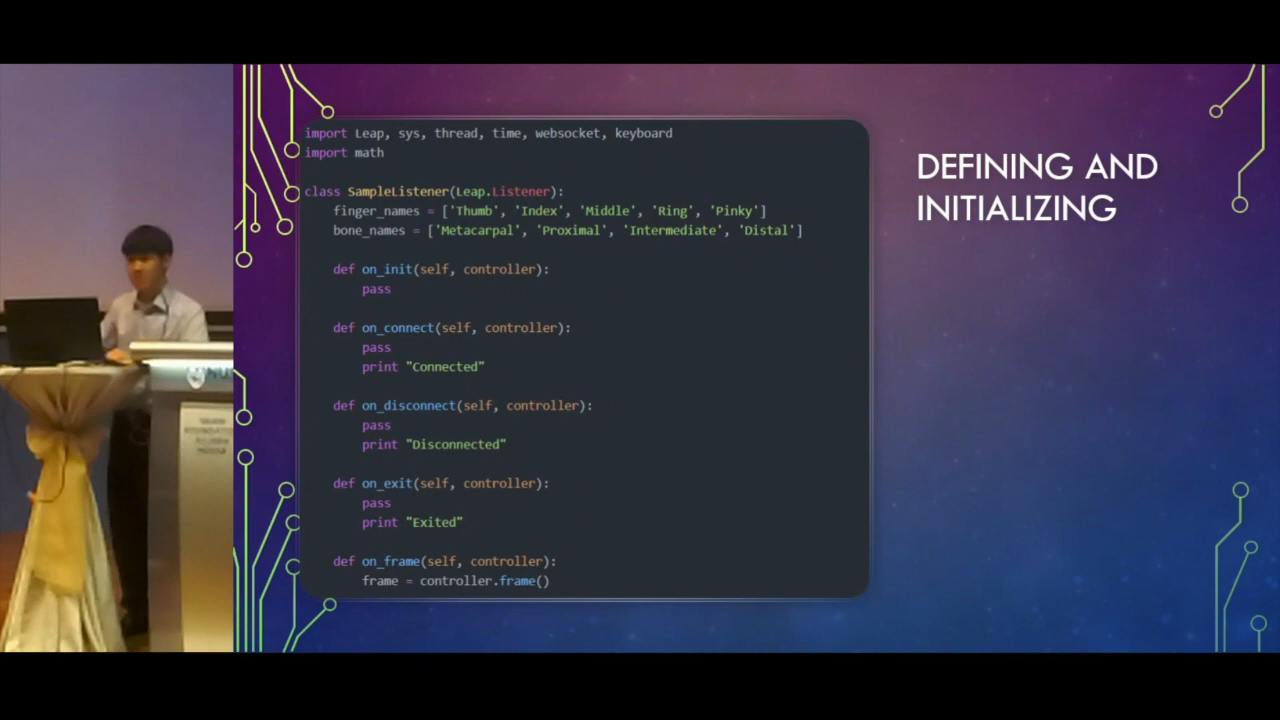 import Leap, sys, thread, time, websocket, keyboard
import math
class SampleListener(Leap.Listener):
finger_names = ['Thumb', 'Index', 'Middle', 'Ring', 'Pinky']
bone_names = ['Metacarpal', 'Proximal', 'Intermediate', 'Distal']
def on_init(self, controller):
pass
def on_connect(self, controller):
pass
print "Connected"
def on_disconnect(self, controller):
pass
print "Disconnected"
def on_exit(self, controller):
pass
print "Exited"
def on_frame(self, controller):
frame = controller.frame()
DEFINING AND
INITIALIZING